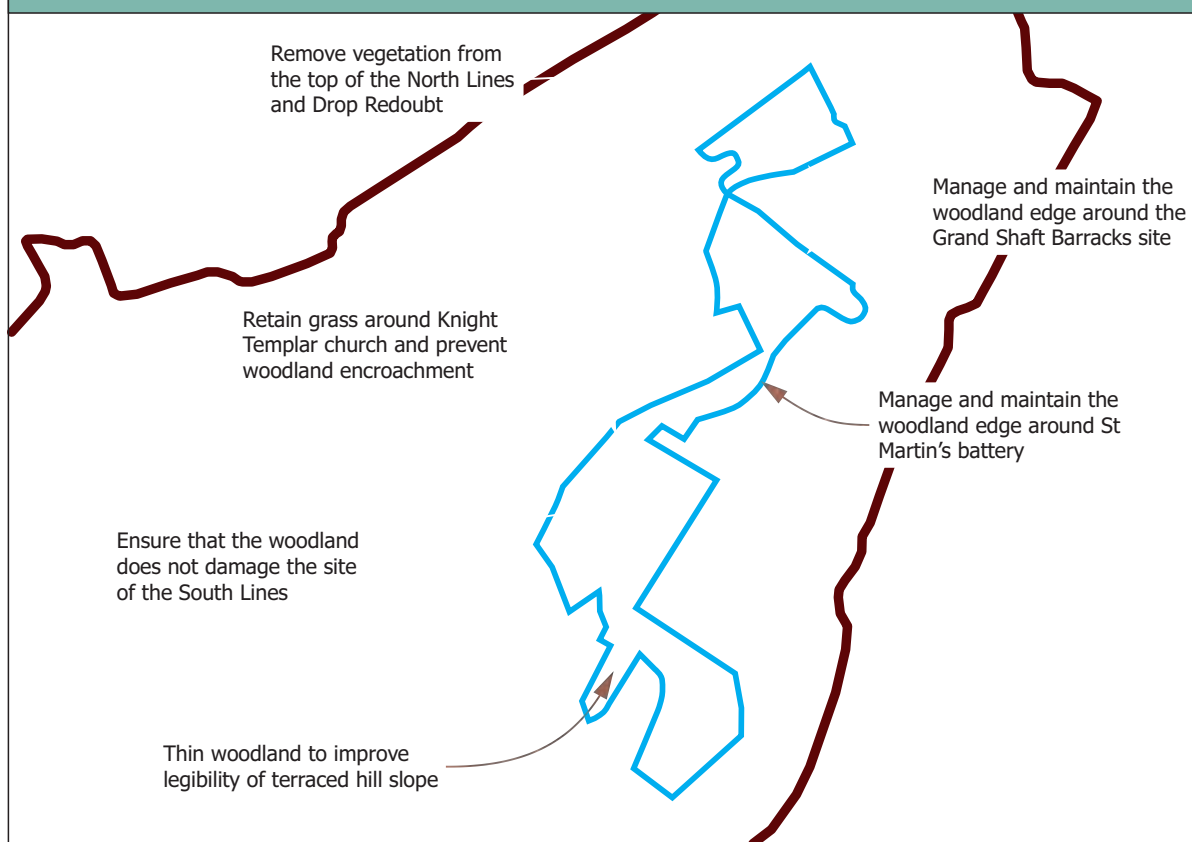 Remove vegetation from
the top of the North Lines
and Drop Redoubt
Manage and maintain the
woodland edge around the
Grand Shaft Barracks site
Retain grass around Knight
Templar church and prevent
woodland encroachment
Manage and maintain the
woodland edge around St
Martin’s battery
Ensure that the woodland
does not damage the site
of the South Lines
Thin woodland to improve
legibility of terraced hill slope